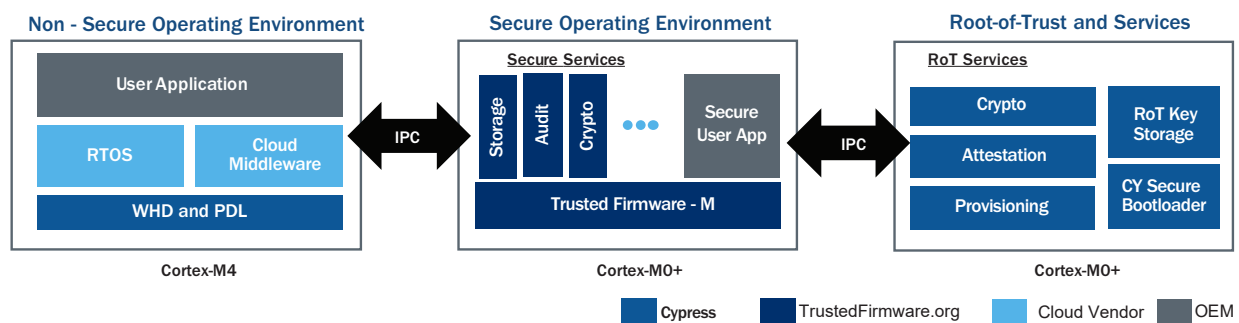 Non - Secure Operating Environment
User Application
RTOS
Cloud
Middleware
WHD and PDL
Cortex-M4
IPC
Secure Operating Environment
Secure Services
Storage
Audit
Crypto
Secure
User App
Trusted Firmware - M
Cortex-M0+
IPC
Root-of-Trust and Services
RoT Services
Crypto
Attestation
Provisioning
RoT Key
Storage
CY Secure
Bootloader
Cortex-M0+
Cypress
TrustedFirmware.org
Cloud Vendor
OEM